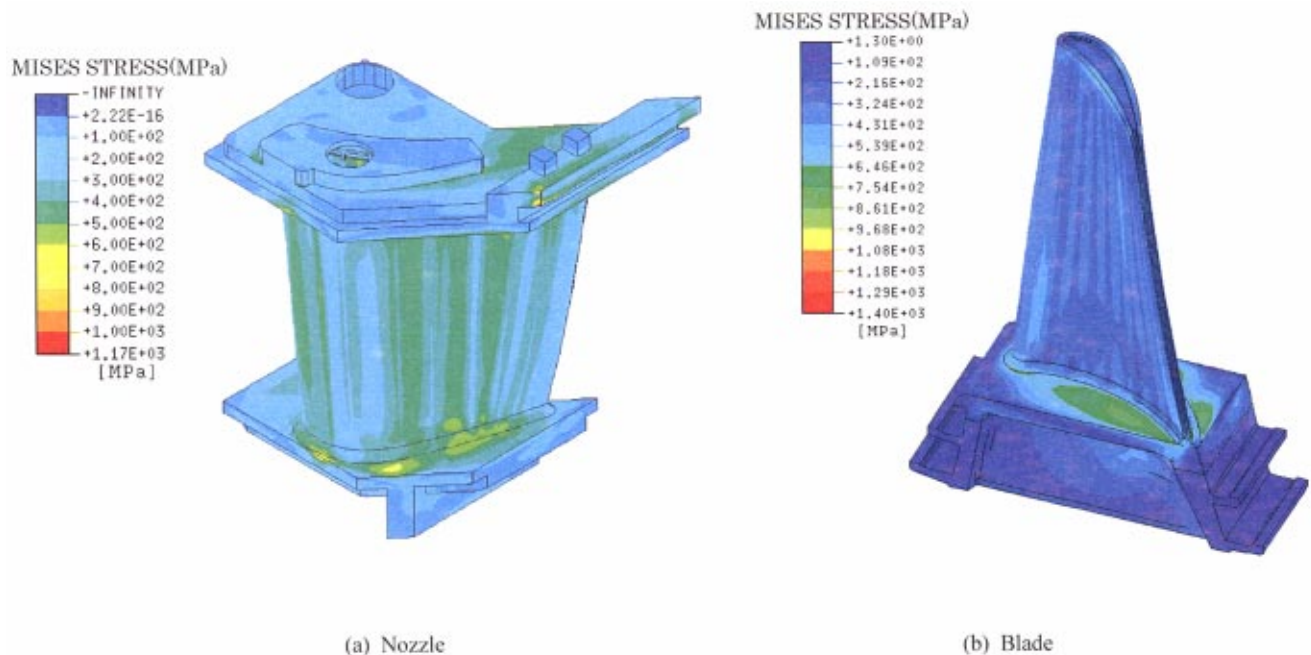 MISES STRESS(MPa)
-INFINITY
+2.22E-16
+1.00E+02
+2.00E+02
+3.00E+02
+4.00E+02
+5.00E+02
+6.00E+02
+7.00E+02
+8.00E+02
+9.00E+02
+1.00E+03
+1.17E+03
[MPa]
(a) Nozzle
MISES STRESS(MPa)
+1.30E+00
+1.09E+02
+2.16E+02
+3.24E+02
+4.31E+02
+5.39E+02
+6.46E+02
+7.54E+02
+8.61E+02
+9.68E+02
+1.08E+03
+1.18E+03
+1.29E+03
+1.40E+03
[MPa]
(b) Blade